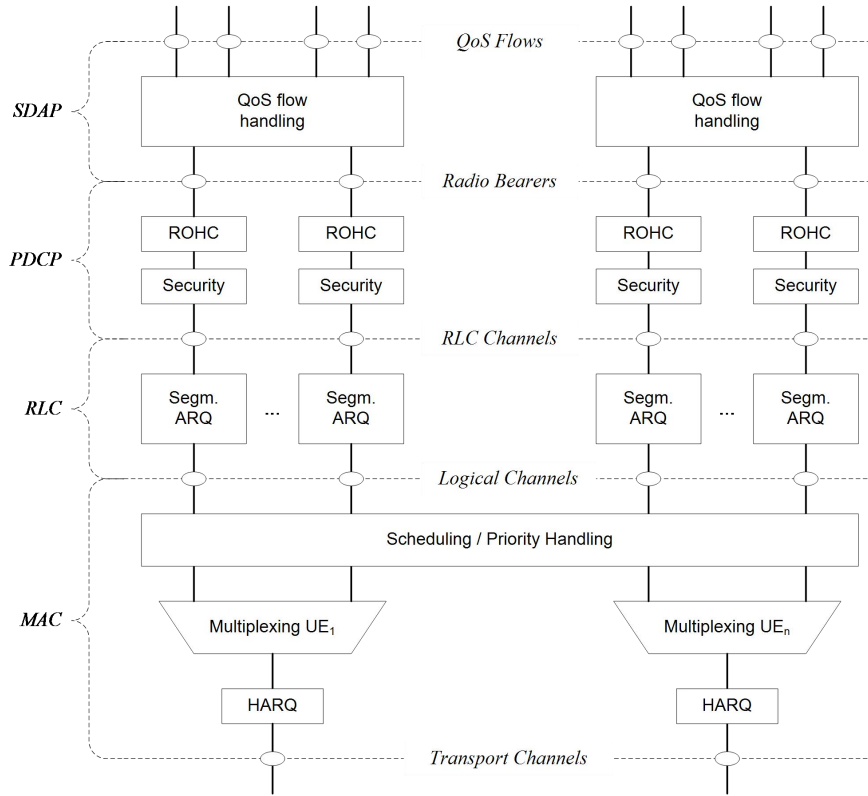 QoS Flows
SDAP
QoS flow
handling
QoS flow
handling
Radio Bearers
PDCP
ROHC
ROHC
ROHC
ROHC
Security
Security
Security
Security
RLC Channels
RLC
Segm.
ARQ
...
Segm.
ARQ
Segm.
ARQ
...
Segm.
ARQ
Logical Channels
Scheduling / Priority Handling
MAC
Multiplexing UE₁
Multiplexing UEₙ
HARQ
HARQ
Transport Channels